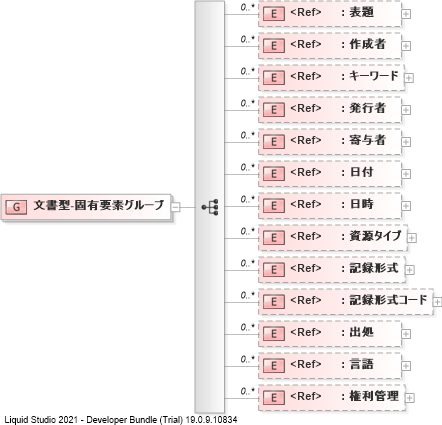 0..*
E <Ref> : 表題
0..*
E <Ref> : 作成者
0..*
E <Ref> : キーワード
0..*
E <Ref> : 発行者
0..*
E <Ref> : 寄与者
0..*
E <Ref> : 日付
0..*
G 文書型-固有要素グループ
E <Ref> : 日時
0..*
E <Ref> : 資源タイプ
0..*
E <Ref> : 記録形式
0..*
E <Ref> : 記録形式コード
0..*
E <Ref> : 出処
0..*
E <Ref> : 言語
0..*
E <Ref> : 権利管理
Liquid Studio 2021 - Developer Bundle (Trial) 19.0.9.10834